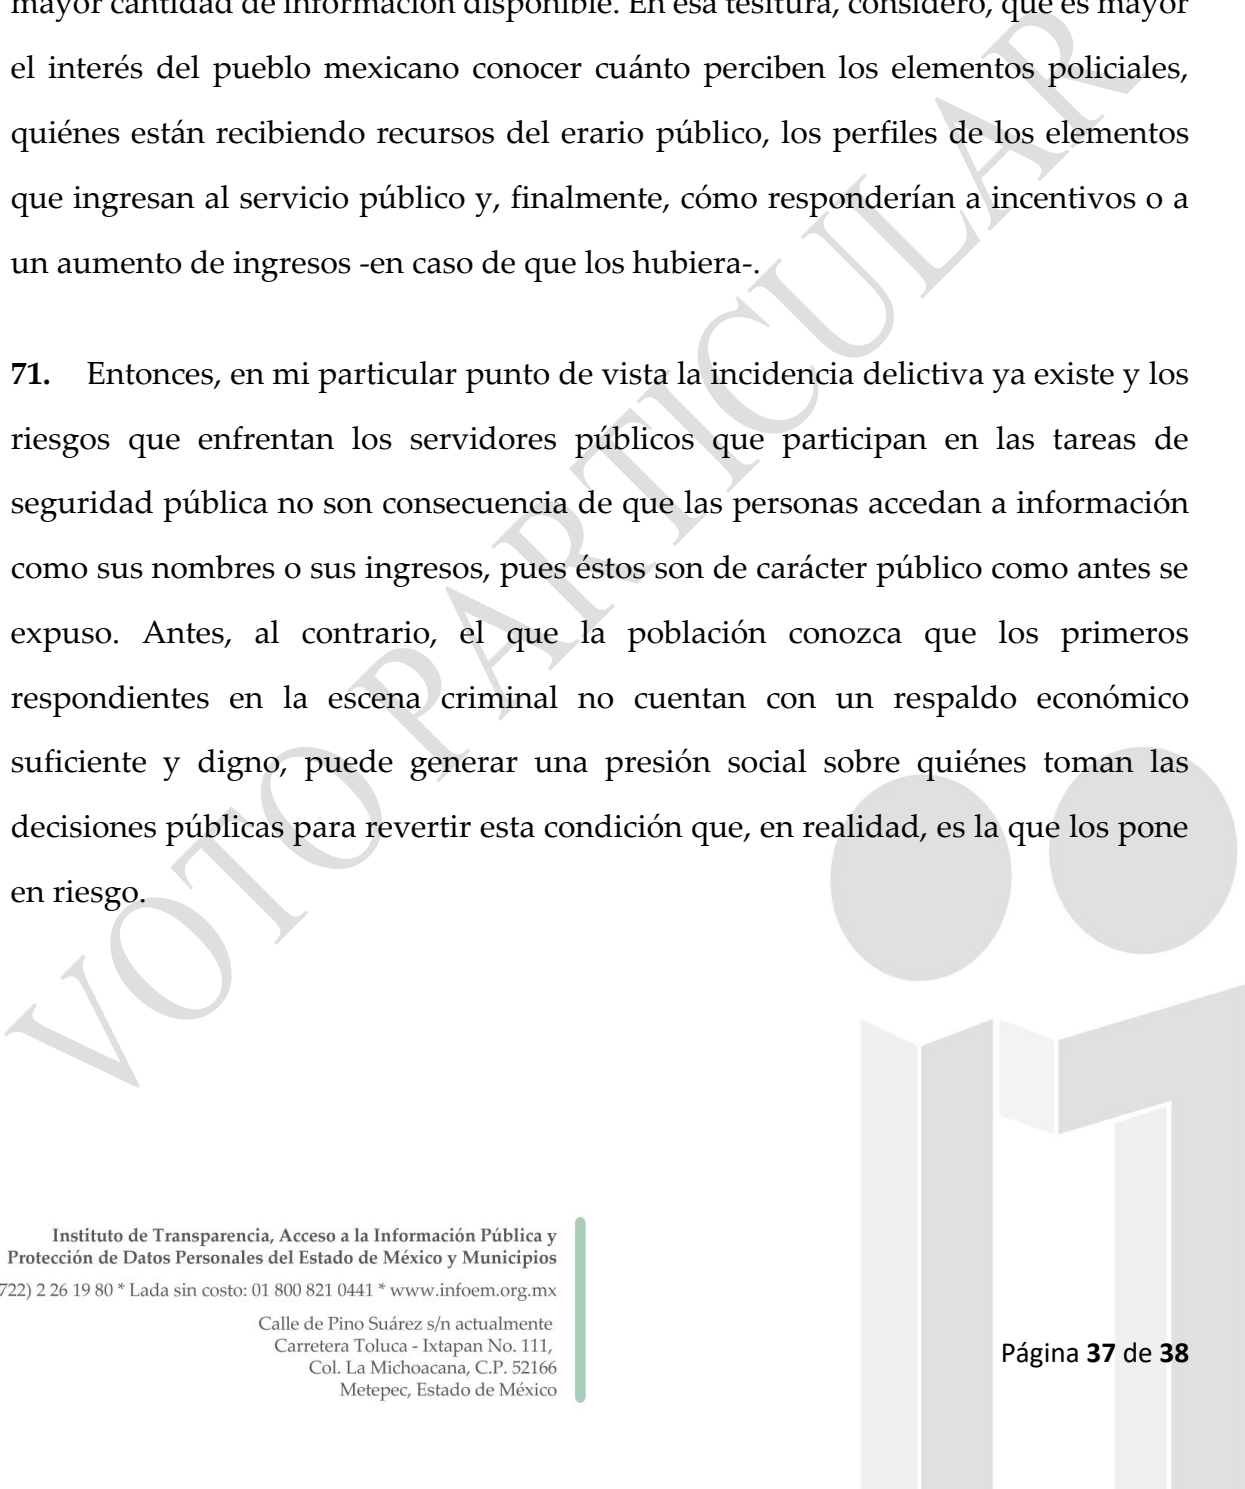 mayor cantidad de información disponible. En esa tesitura, considero, que es mayor
el interés del pueblo mexicano conocer cuánto perciben los elementos policiales,
quiénes están recibiendo recursos del erario público, los perfiles de los elementos
que ingresan al servicio público y, finalmente, cómo responderían a incentivos o a
un aumento de ingresos -en caso de que los hubiera-.
71. Entonces, en mi particular punto de vista la incidencia delictiva ya existe y los
riesgos que enfrentan los servidores públicos que participan en las tareas de
seguridad pública no son consecuencia de que las personas accedan a información
como sus nombres o sus ingresos, pues éstos son de carácter público como antes se
expuso. Antes, al contrario, el que la población conozca que los primeros
respondientes en la escena criminal no cuentan con un respaldo económico
suficiente y digno, puede generar una presión social sobre quiénes toman las
decisiones públicas para revertir esta condición que, en realidad, es la que los pone
en riesgo.
VOTO PARTICULAR
Instituto de Transparencia, Acceso a la Información Pública y
Protección de Datos Personales del Estado de México y Municipios
722) 2 26 19 80 * Lada sin costo: 01 800 821 0441 * www.infoem.org.mx
Calle de Pino Suárez s/n actualmente
Carretera Toluca - Ixtapan No. 111,
Col. La Michoacana, C.P. 52166
Metepec, Estado de México
Página 37 de 38